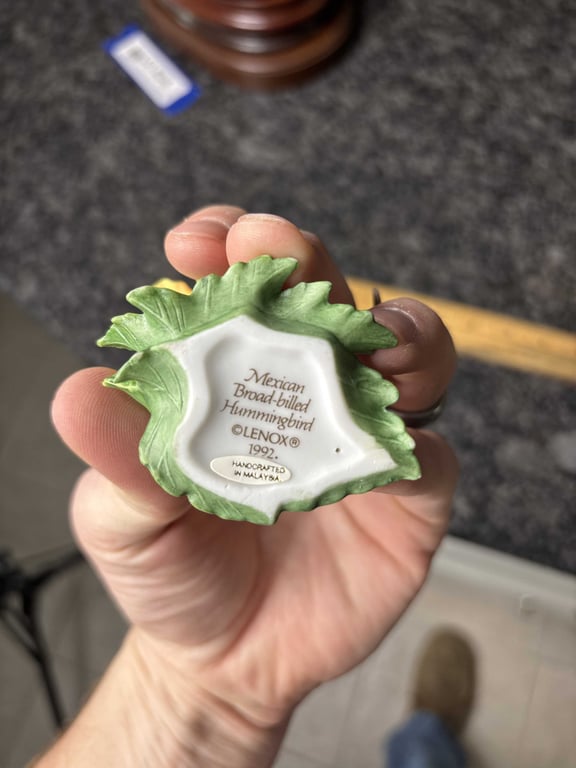 Mexican
Broad-billed
Hummingbird
©LENOX®
1992.
HANDCRAFTED
IN MALAYSIA.